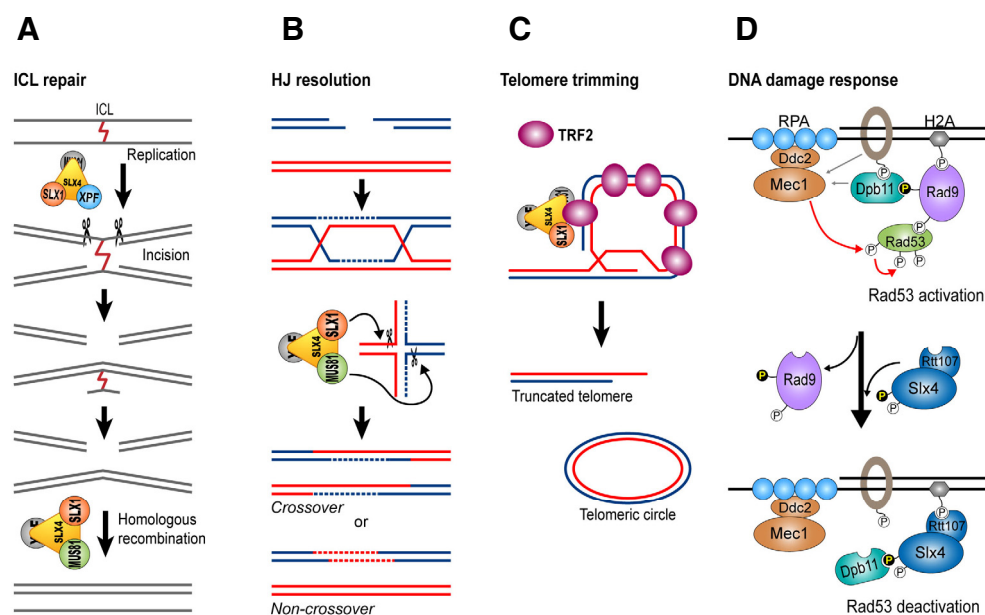 A
ICL repair
ICL
Replication
SLX4
SLX1
XPF
Incision
SLX1
SLX4
MUS81
Homologous
recombination
B
HJ resolution
SLX1
SLX4
MUS81
Crossover
or
Non-crossover
C
Telomere trimming
TRF2
SLX4
SLX1
Truncated telomere
Telomeric circle
D
DNA damage response
RPA
H2A
Ddc2
Mec1
P
Dpb11
P
P
Rad9
P
Rad53
P
P
P
Rad53 activation
P
Rad9
P
Rtt107
P
Slx4
P
Ddc2
Mec1
P
P
Rtt107
Dpb11
P
P
Slx4
Rad53 deactivation